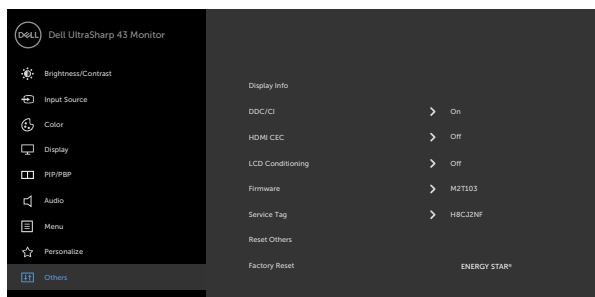 DELL Dell UltraSharp 43 Monitor
Brightness/Contrast
Input Source
Color
Display
PIP/PBP
Audio
Menu
Personalize
Others
Display Info
DDC/CI On
HDMI CEC Off
LCD Conditioning Off
Firmware M2T103
Service Tag H8CJ2NF
Reset Others
Factory Reset ENERGY STAR®